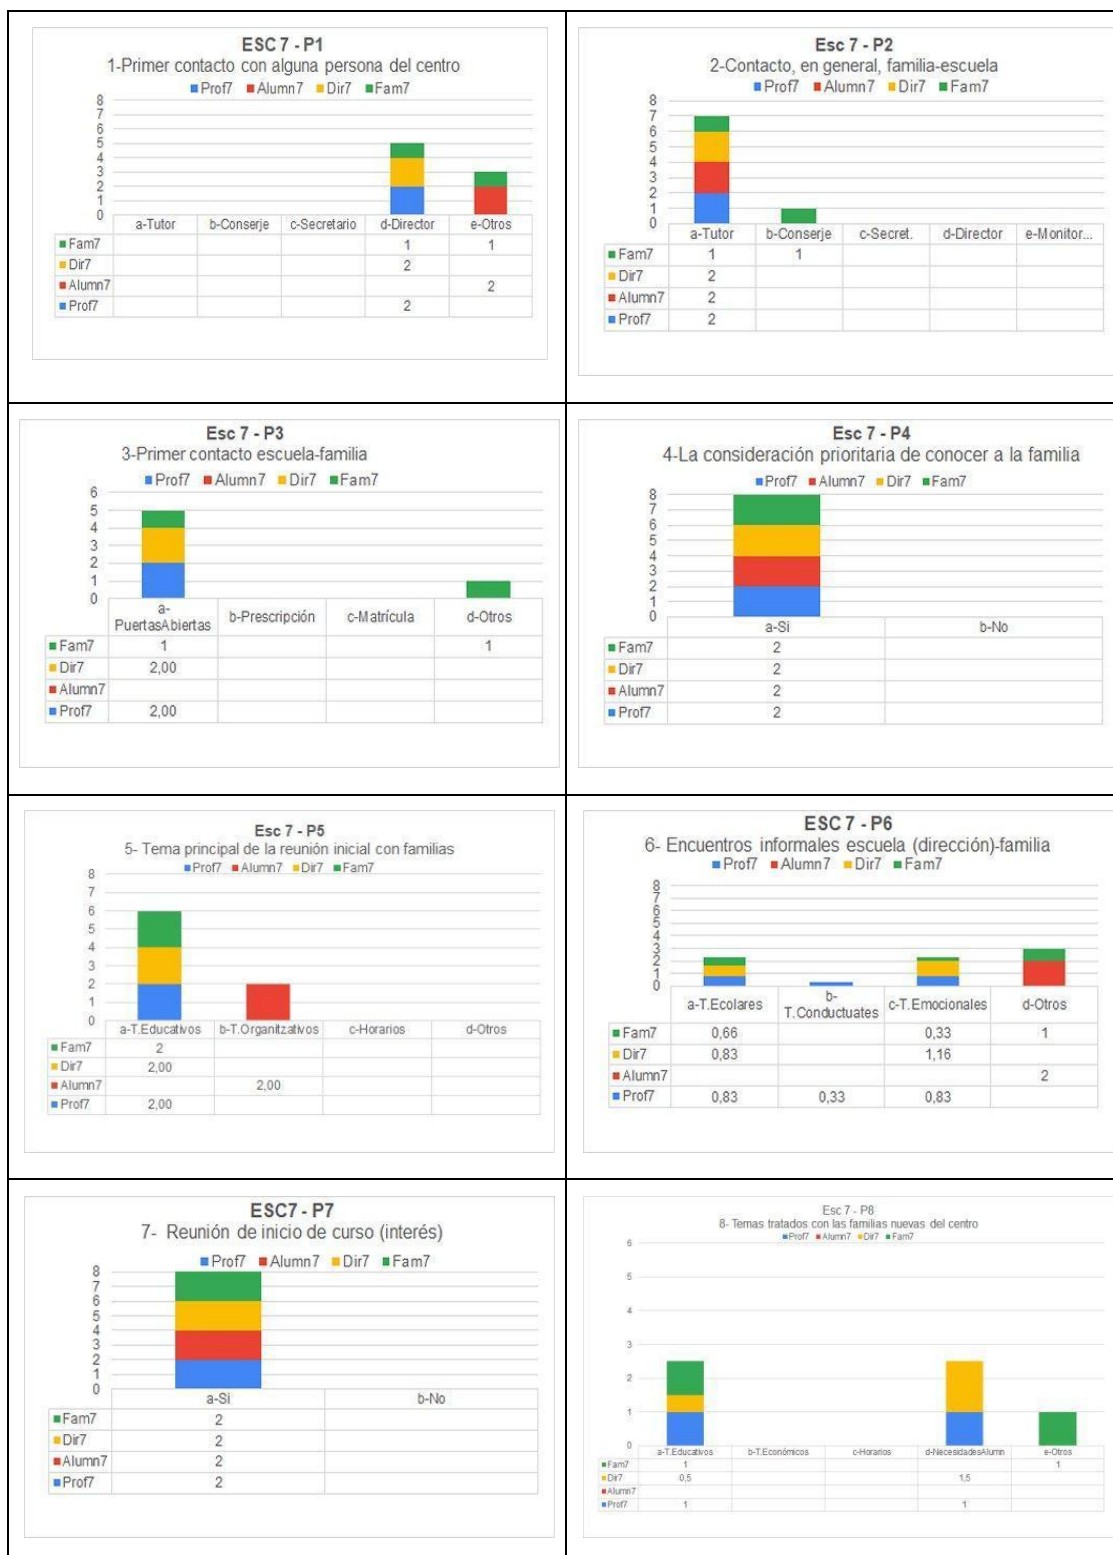 ESC 7 - P1
1-Primer contacto con alguna persona del centro
Prof7 Alumn7 Dir7 Fam7
8
7
6
5
4
3
2
1
0
a-Tutor b-Conserje c-Secretario d-Director e-Otros
Fam7 1 1
Dir7 2
Alumn7 2
Prof7 2
Esc 7 - P2
2-Contacto, en general, familia-escuela
Prof7 Alumn7 Dir7 Fam7
8
7
6
5
4
3
2
1
0
a-Tutor b-Conserje c-Secret. d-Director e-Monitor...
Fam7 1 1
Dir7 2
Alumn7 2
Prof7 2
Esc 7 - P3
3-Primer contacto escuela-familia
Prof7 Alumn7 Dir7 Fam7
6
5
4
3
2
1
0
a-
PuertasAbiertas b-Prescripción c-Matrícula d-Otros
Fam7 1 1
Dir7 2,00
Alumn7
Prof7 2,00
Esc 7 - P4
4-La consideración prioritaria de conocer a la familia
Prof7 Alumn7 Dir7 Fam7
8
7
6
5
4
3
2
1
0
a-Si b-No
Fam7 2
Dir7 2
Alumn7 2
Prof7 2
Esc 7 - P5
5- Tema principal de la reunión inicial con familias
Prof7 Alumn7 Dir7 Fam7
8
7
6
5
4
3
2
1
0
a-T.Educativos b-T.Organitzativos c-Horarios d-Otros
Fam7 2
Dir7 2,00
Alumn7 2,00
Prof7 2,00
ESC 7 - P6
6- Encuentros informales escuela (dirección)-familia
Prof7 Alumn7 Dir7 Fam7
8
7
6
5
4
3
2
1
0
a-T.Ecolares b-
T.Conductuates c-T.Emocionales d-Otros
Fam7 0,66 0,33 1
Dir7 0,83 1,16
Alumn7 2
Prof7 0,83 0,33 0,83
ESC7 - P7
7- Reunión de inicio de curso (interés)
Prof7 Alumn7 Dir7 Fam7
8
7
6
5
4
3
2
1
0
a-Si b-No
Fam7 2
Dir7 2
Alumn7 2
Prof7 2
Esc 7 - P8
8- Temas tratados con las familias nuevas del centro
Prof7 Alumn7 Dir7 Fam7
6
5
4
3
2
1
0
a-T.Educativos b-T.Económicos c-Horarios d-NecesidadesAlumn e-Otros
Fam7 1 1
Dir7 0,5 1,5
Alumn7
Prof7 1 1